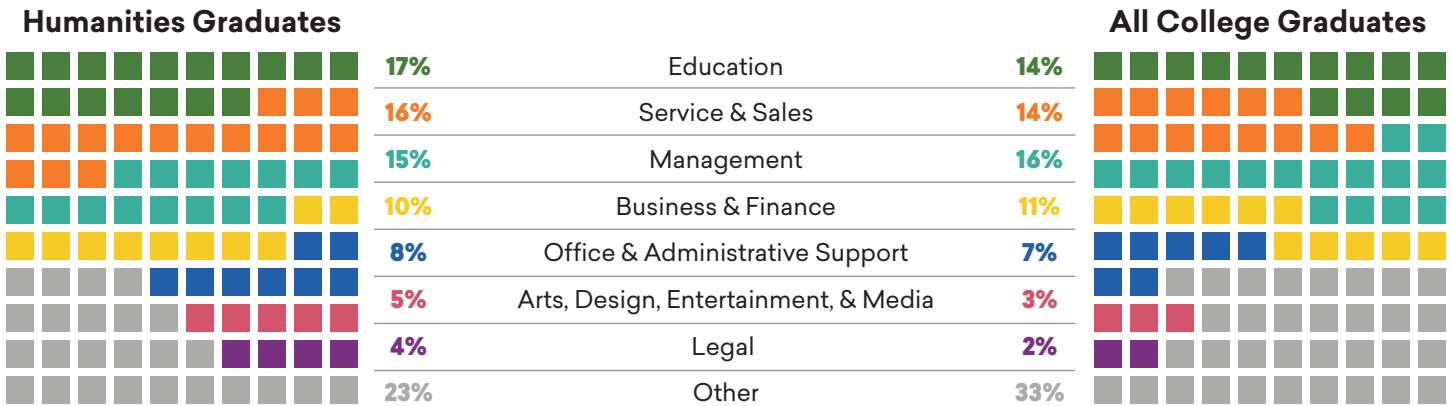 Humanities Graduates
All College Graduates
17% Education 14%
16% Service & Sales 14%
15% Management 16%
10% Business & Finance 11%
8% Office & Administrative Support 7%
5% Arts, Design, Entertainment, & Media 3%
4% Legal 2%
23% Other 33%